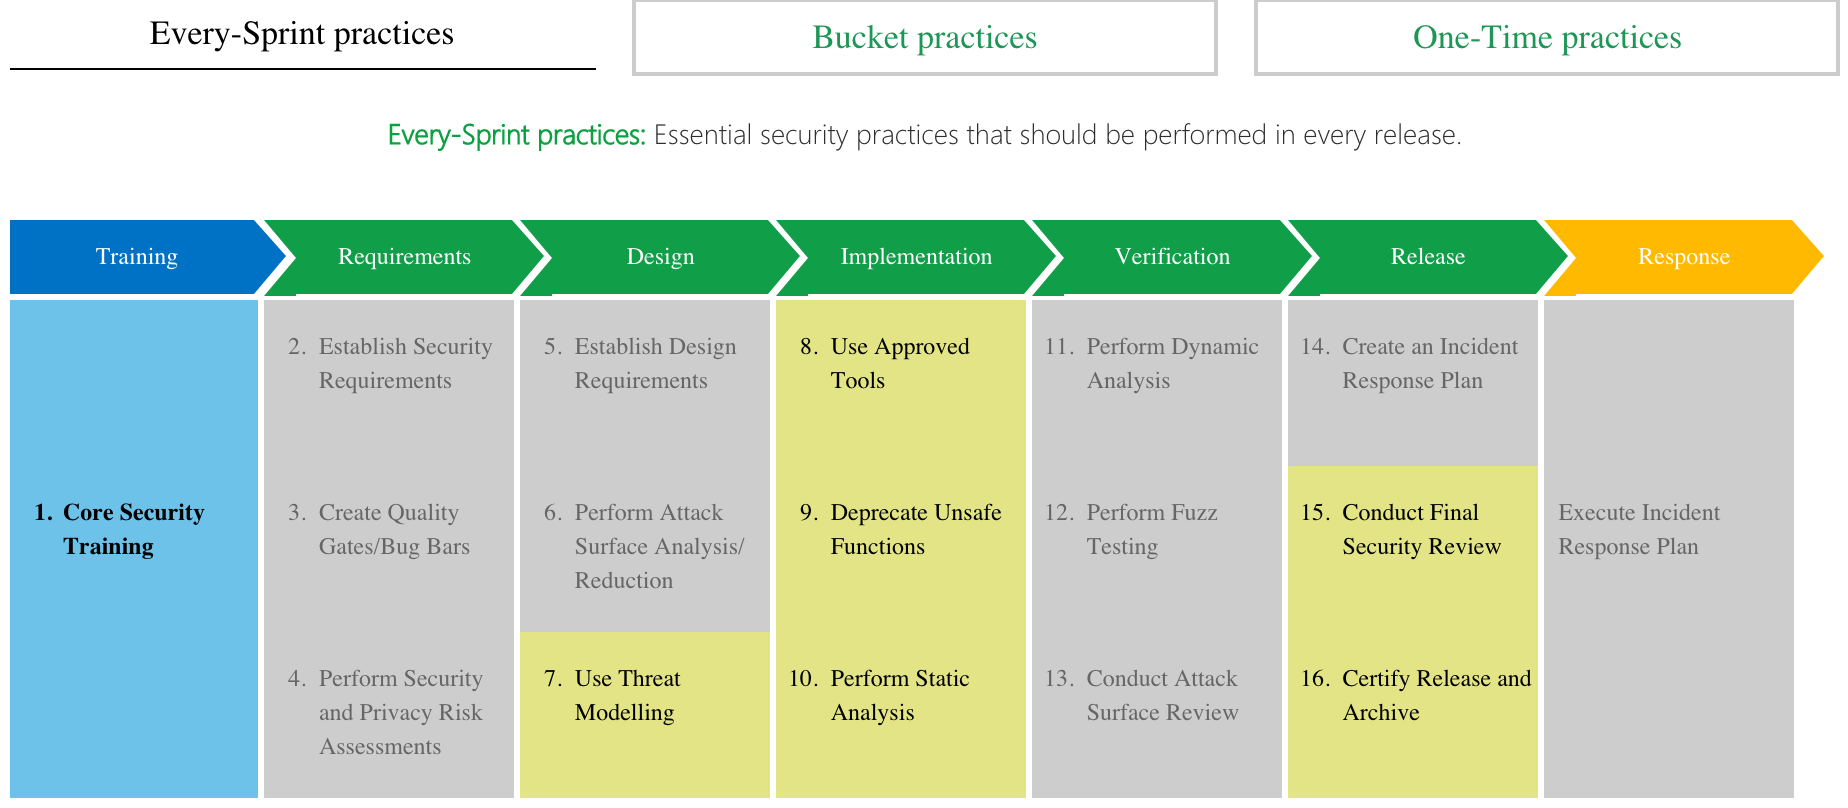 Every-Sprint practices
Bucket practices
One-Time practices
Every-Sprint practices: Essential security practices that should be performed in every release.
Training
Requirements
Design
Implementation
Verification
Release
Response
1. Core Security
Training
2. Establish Security
Requirements
3. Create Quality
Gates/Bug Bars
4. Perform Security
and Privacy Risk
Assessments
5. Establish Design
Requirements
6. Perform Attack
Surface Analysis/
Reduction
7. Use Threat
Modelling
8. Use Approved
Tools
9. Deprecate Unsafe
Functions
10. Perform Static
Analysis
11. Perform Dynamic
Analysis
12. Perform Fuzz
Testing
13. Conduct Attack
Surface Review
14. Create an Incident
Response Plan
15. Conduct Final
Security Review
16. Certify Release and
Archive
Execute Incident
Response Plan